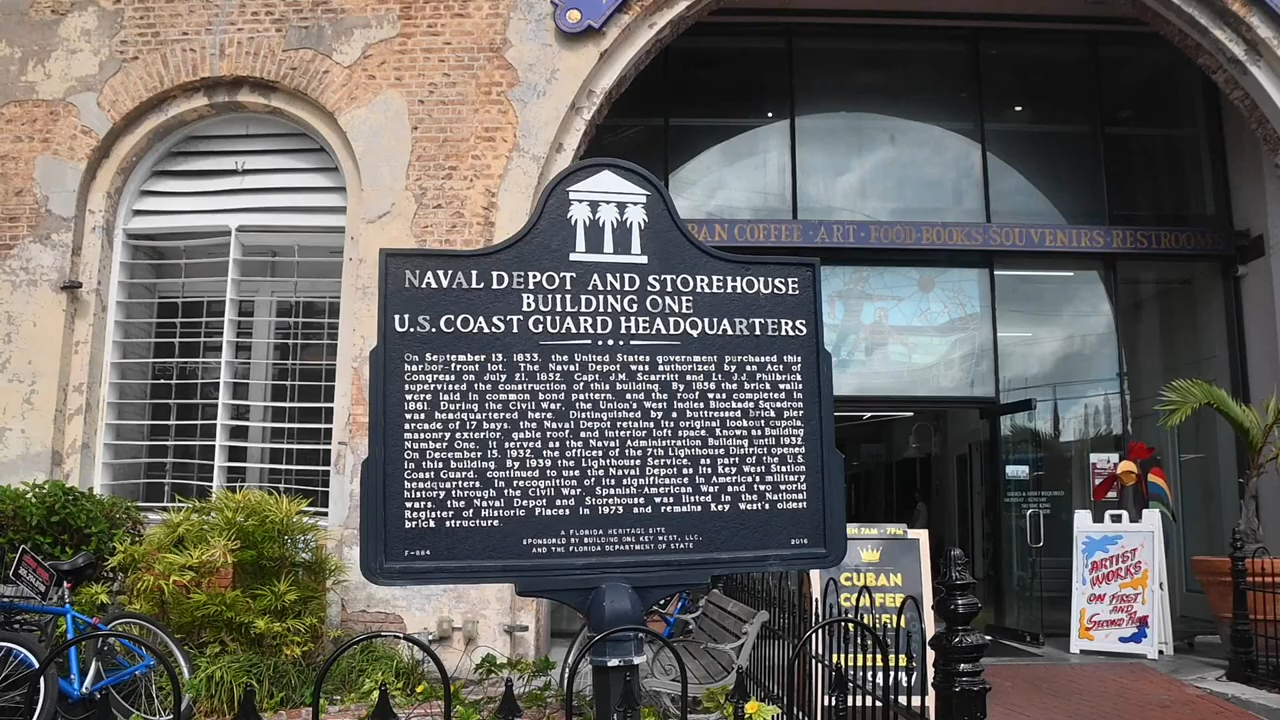 BAN COFFEE · ART · FOOD · BOOKS · SOUVENIRS · RESTROOMS
NAVAL DEPOT AND STOREHOUSE
BUILDING ONE
U.S. COAST GUARD HEADQUARTERS
On September 13, 1833, the United States government purchased this
harbor-front lot. The Naval Depot was authorized by an Act of
Congress on July 21, 1852. Capt. J.M. Scarritt and Lt. J.J. Philbrick
supervised the construction of this building. By 1856 the brick walls
were laid in common bond pattern, and the roof was completed in
1861. During the Civil War, the Union's West Indies Blockade Squadron
was headquartered here. Distinguished by a buttressed brick pier
arcade of 17 bays, the Naval Depot retains its original lookout cupola,
masonry exterior, gable roof, and interior loft space. Known as Building
Number One, it served as the Naval Administration Building until 1932.
On December 15, 1932, the offices of the 7th Lighthouse District opened
in this building. By 1939 the Lighthouse Service, as part of the U.S.
Coast Guard, continued to use the Naval Depot as its Key West Station
headquarters. In recognition of its significance in America's military
history through the Civil War, Spanish-American War and two world
wars, the Naval Depot and Storehouse was listed in the National
Register of Historic Places in 1973 and remains Key West's oldest
brick structure.
A FLORIDA HERITAGE SITE
SPONSORED BY BUILDING ONE KEY WEST, LLC.
F-884 AND THE FLORIDA DEPARTMENT OF STATE 2016
EN 7AM - 7PM
CUBAN
COFFEE
ARTIST
WORKS
ON FIRST
AND
SECOND FLOOR